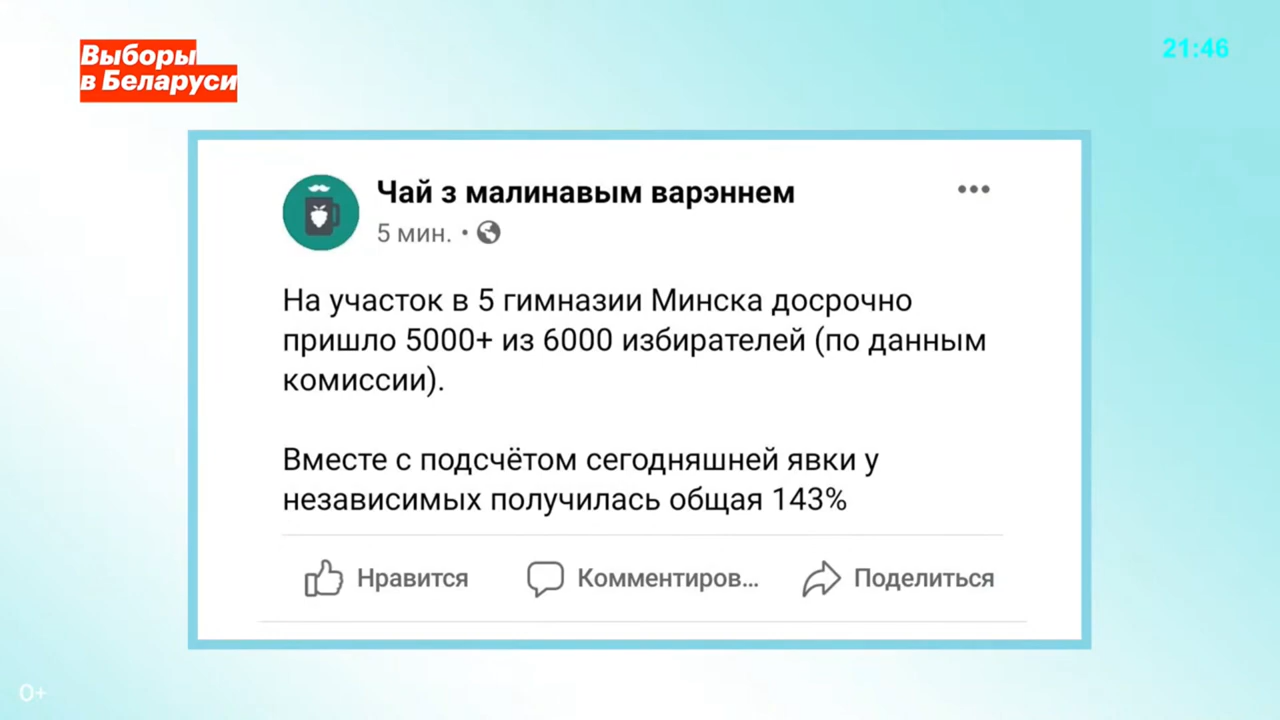 Выборы
в Беларуси
21:46
Чай з малинавым варэннем
5 мин. •
На участок в 5 гимназии Минска досрочно
пришло 5000+ из 6000 избирателей (по данным
комиссии).
Вместе с подсчётом сегодняшней явки у
независимых получилась общая 143%
Нравится
Комментиров...
Поделиться
0+